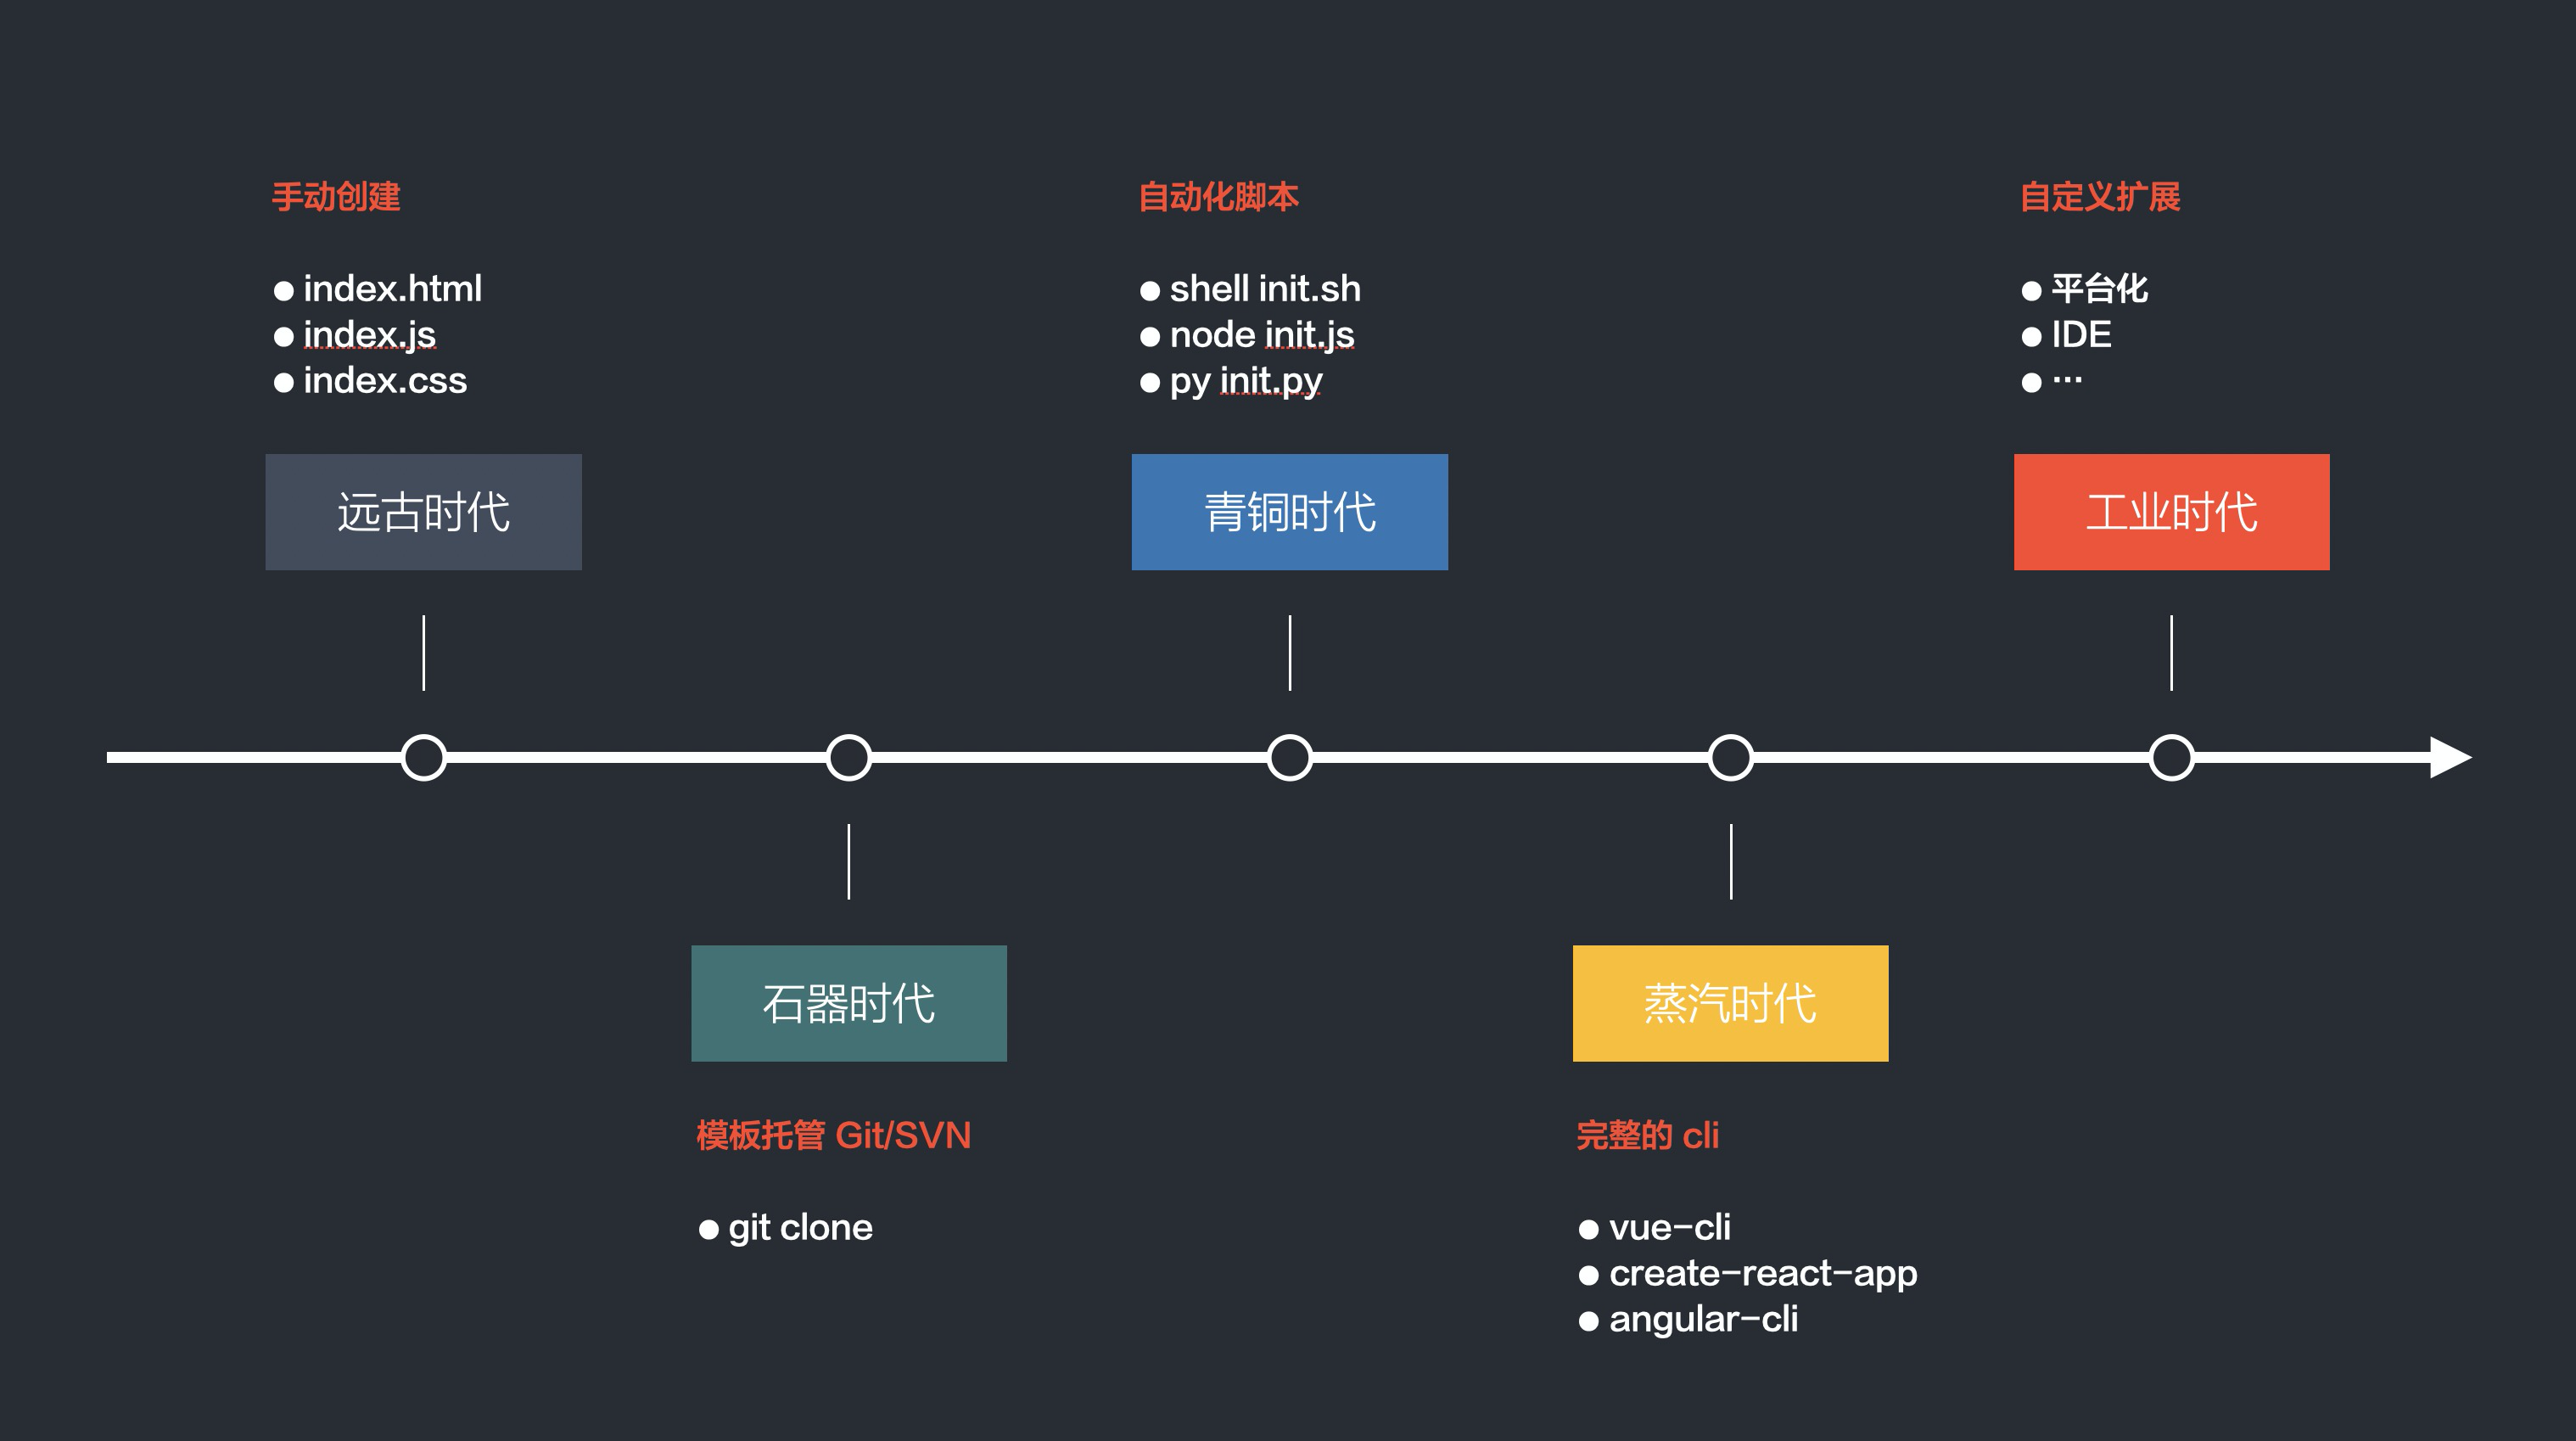 手动创建
● index.html
● index.js
● index.css
远古时代
石器时代
模板托管 Git/SVN
● git clone
自动化脚本
● shell init.sh
● node init.js
● py init.py
青铜时代
蒸汽时代
完整的 cli
● vue-cli
● create-react-app
● angular-cli
自定义扩展
● 平台化
● IDE
● …
工业时代